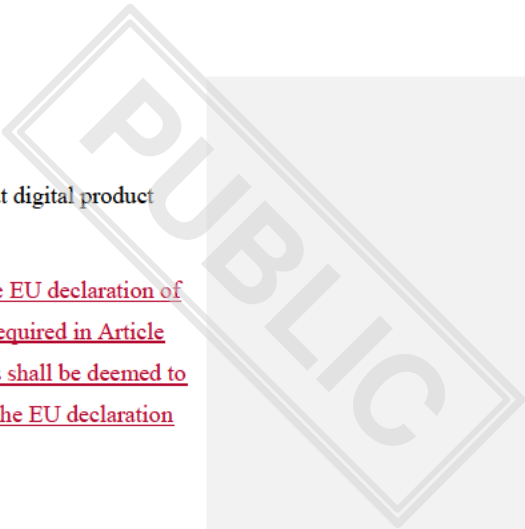 t digital product
e EU declaration of
equired in Article
s shall be deemed to
he EU declaration
PUBLIC